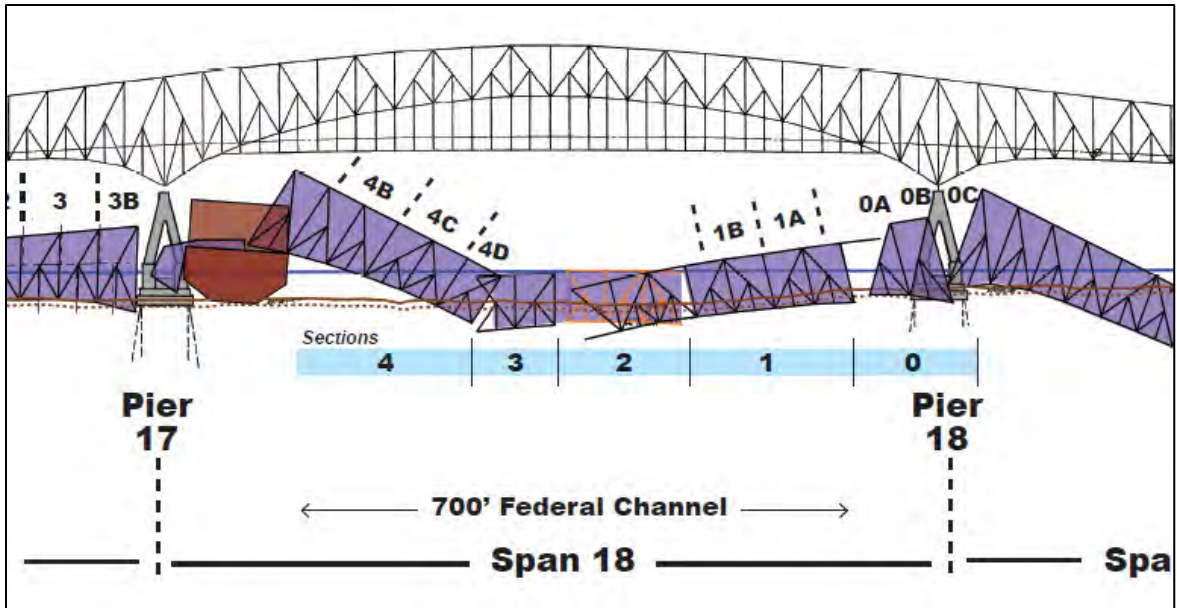 2 3 3B
4B
4C
4D
1B 1A
0A 0B 0C
Sections
4 3 2 1 0
Pier
17
Pier
18
700’ Federal Channel
Span 18
Spa